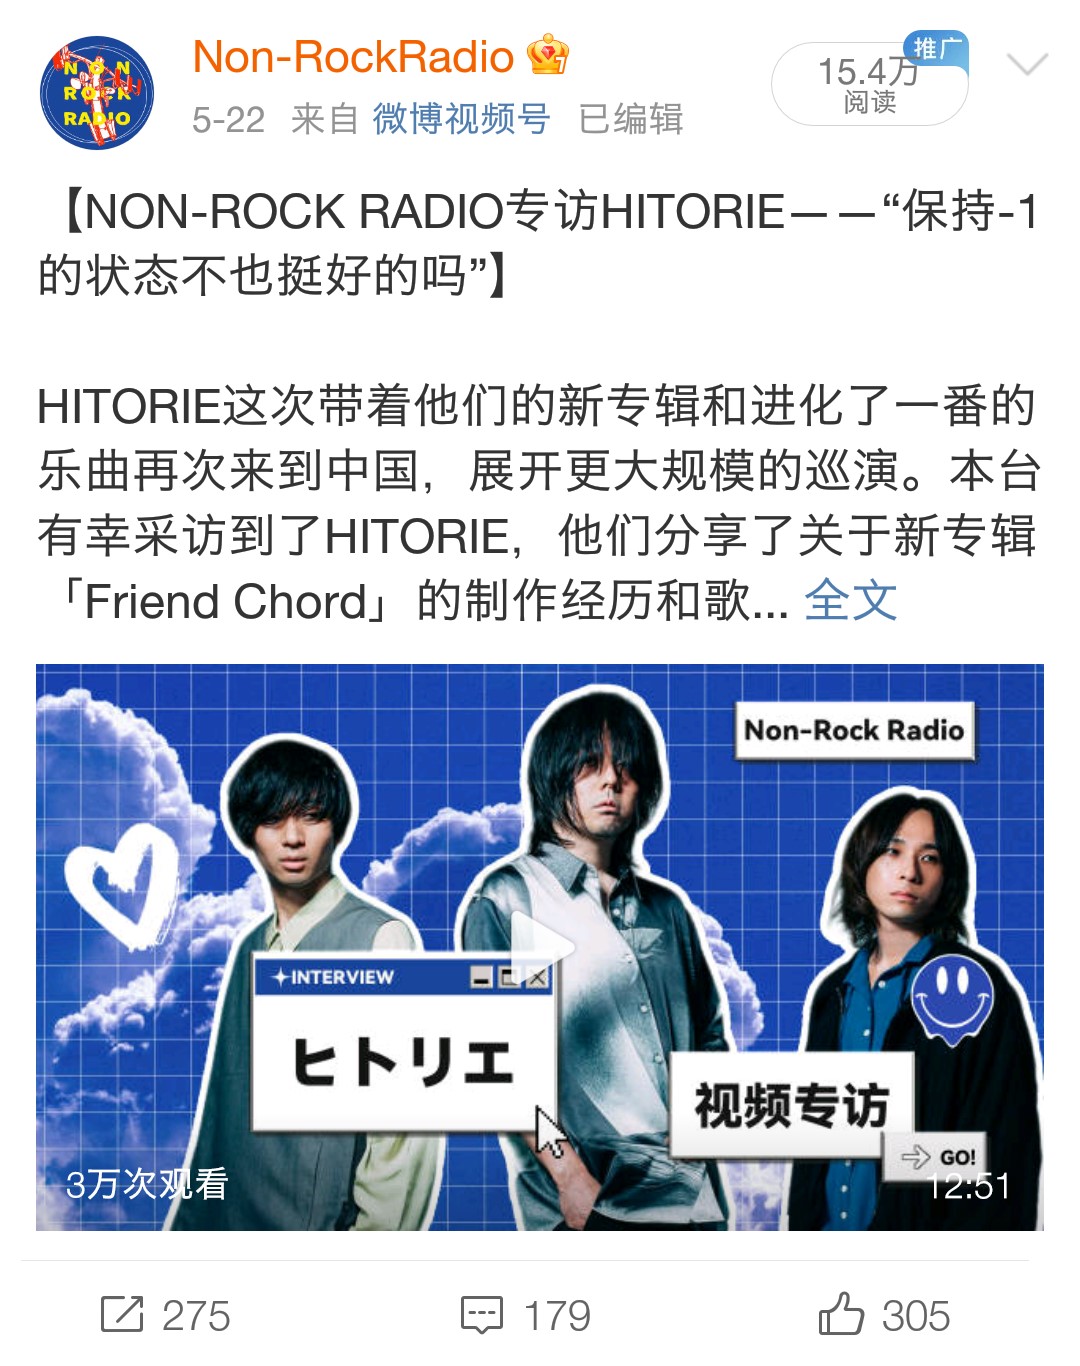 NON
ROCK
RADIO
Non-RockRadio
5-22 来自 微博视频号 已编辑
推广
15.4万
阅读
【NON-ROCK RADIO专访HITORIE——“保持-1
的状态不也挺好的吗”】
HITORIE这次带着他们的新专辑和进化了一番的
乐曲再次来到中国，展开更大规模的巡演。本台
有幸采访到了HITORIE，他们分享了关于新专辑
「Friend Chord」的制作经历和歌... 全文
Non-Rock Radio
INTERVIEW
ヒトリエ
视频专访
GO!
3万次观看
12:51
275
179
305